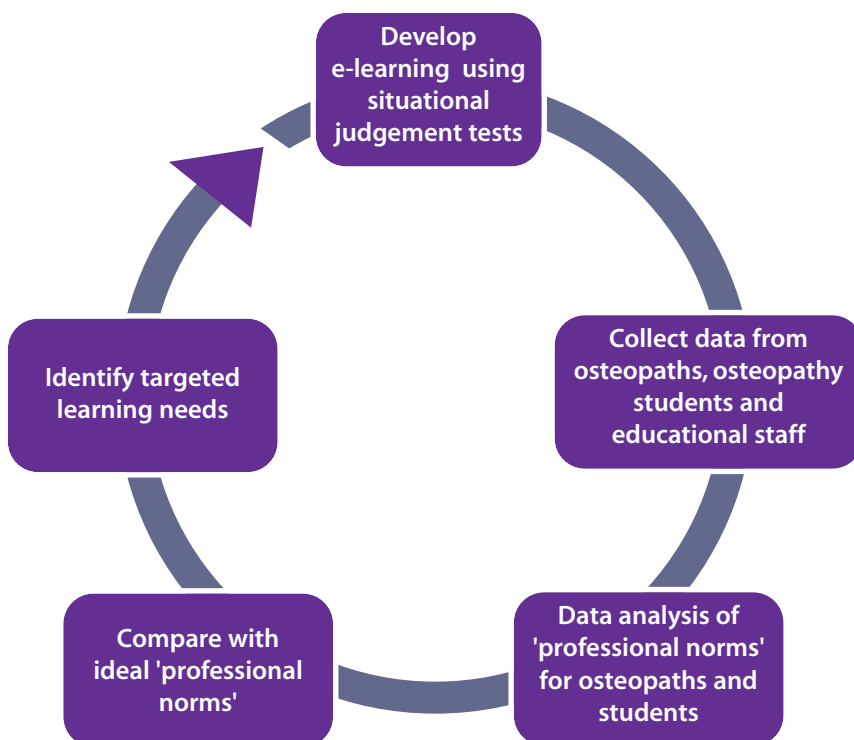 Develop
e-learning using
situational
judgement tests
Collect data from
osteopaths, osteopathy
students and
educational staff
Data analysis of
'professional norms'
for osteopaths and
students
Compare with
ideal 'professional
norms'
Identify targeted
learning needs